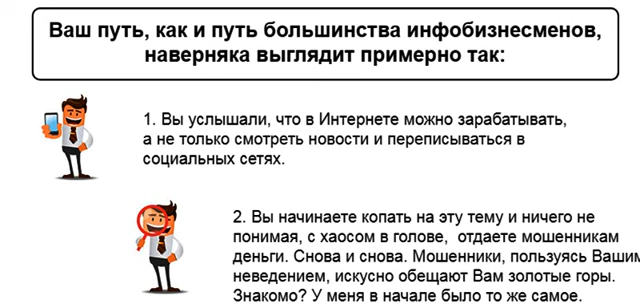 Ваш путь, как и путь большинства инфобизнесменов,
наверняка выглядит примерно так:
1. Вы услышали, что в Интернете можно зарабатывать,
а не только смотреть новости и переписываться в
социальных сетях.
2. Вы начинаете копать на эту тему и ничего не
понимая, с хаосом в голове, отдаете мошенникам
деньги. Снова и снова. Мошенники, пользуясь Вашим
неведением, искусно обещают Вам золотые горы.
Знакомо? У меня в начале было то же самое.